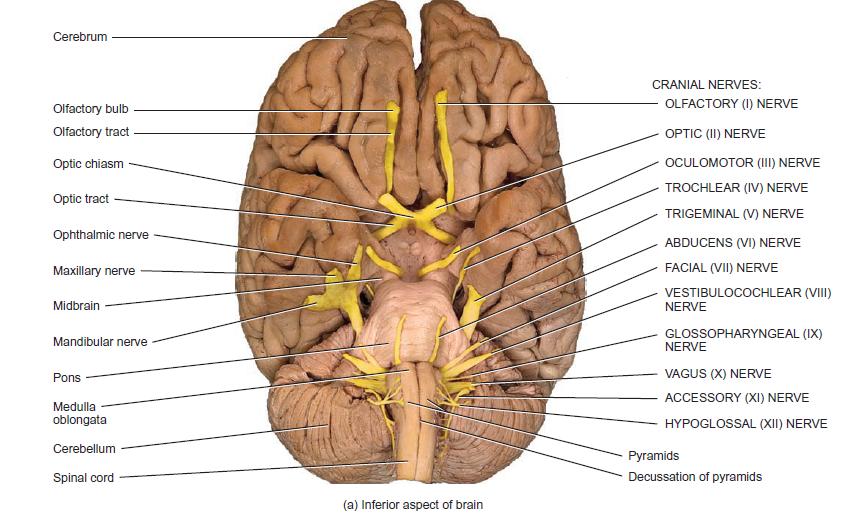 Cerebrum
Olfactory bulb
Olfactory tract
Optic chiasm
Optic tract
Ophthalmic nerve
Maxillary nerve
Midbrain
Mandibular nerve
Pons
Medulla
oblongata
Cerebellum
Spinal cord
CRANIAL NERVES:
OLFACTORY (I) NERVE
OPTIC (II) NERVE
OCULOMOTOR (III) NERVE
TROCHLEAR (IV) NERVE
TRIGEMINAL (V) NERVE
ABDUCENS (VI) NERVE
FACIAL (VII) NERVE
VESTIBULOCOCHLEAR (VIII)
NERVE
GLOSSOPHARYNGEAL (IX)
NERVE
VAGUS (X) NERVE
ACCESSORY (XI) NERVE
HYPOGLOSSAL (XII) NERVE
Pyramids
Decussation of pyramids
(a) Inferior aspect of brain